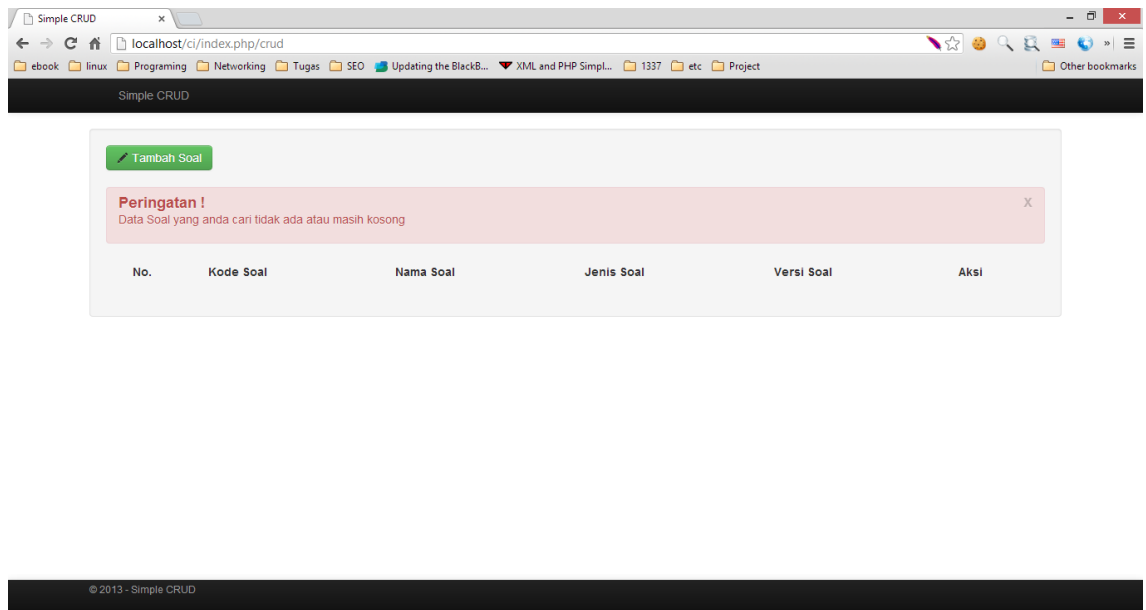 Simple CRUD
localhost/ci/index.php/crud
ebook linux Programing Networking Tugas SEO Updating the BlackB... XML and PHP Simpl... 1337 etc Project Other bookmarks
Simple CRUD
Tambah Soal
Peringatan ! X
Data Soal yang anda cari tidak ada atau masih kosong
No. Kode Soal Nama Soal Jenis Soal Versi Soal Aksi
© 2013 - Simple CRUD